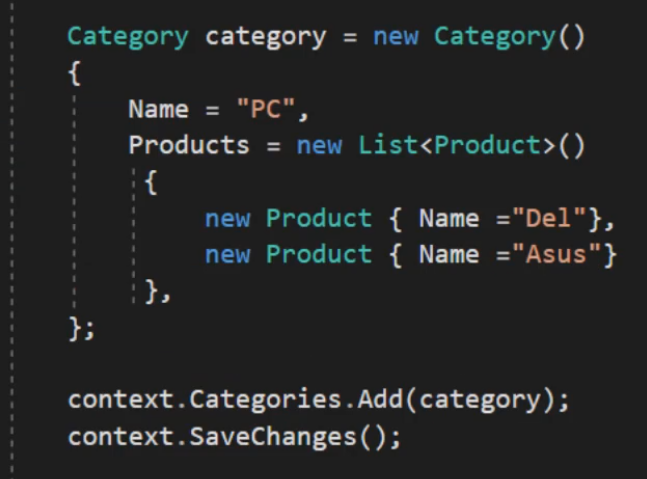 Category category = new Category()
{
Name = "PC",
Products = new List<Product>()
{
new Product { Name ="Del"},
new Product { Name ="Asus"}
},
};
context.Categories.Add(category);
context.SaveChanges();